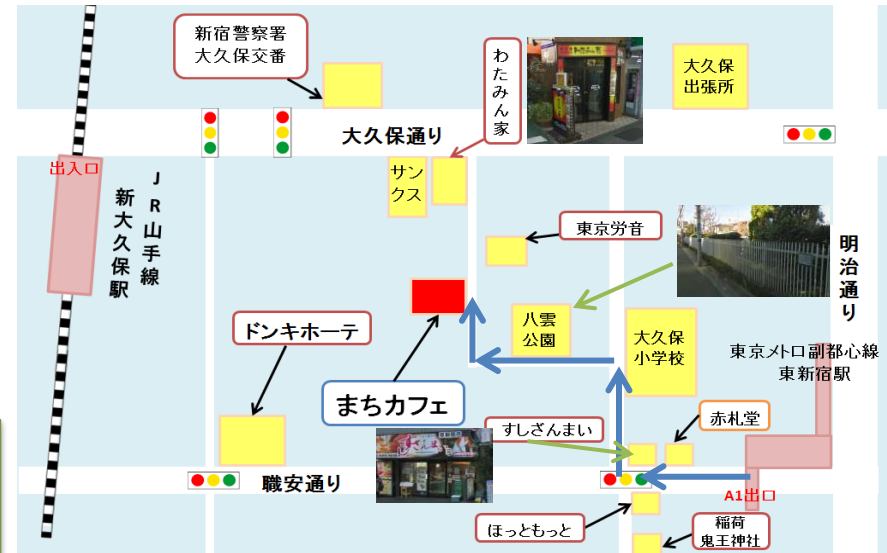 新宿警察署
大久保交番
わたみん家
大久保
出張所
大久保通り
出入口
JR山手線
新大久保駅
サン
クス
東京労音
明治通り
八雲
公園
大久保
小学校
東京メトロ副都心線
東新宿駅
ドンキホーテ
まちカフェ
すしざんまい
赤札堂
職安通り
A1出口
ほっともっと
稲荷
鬼王神社